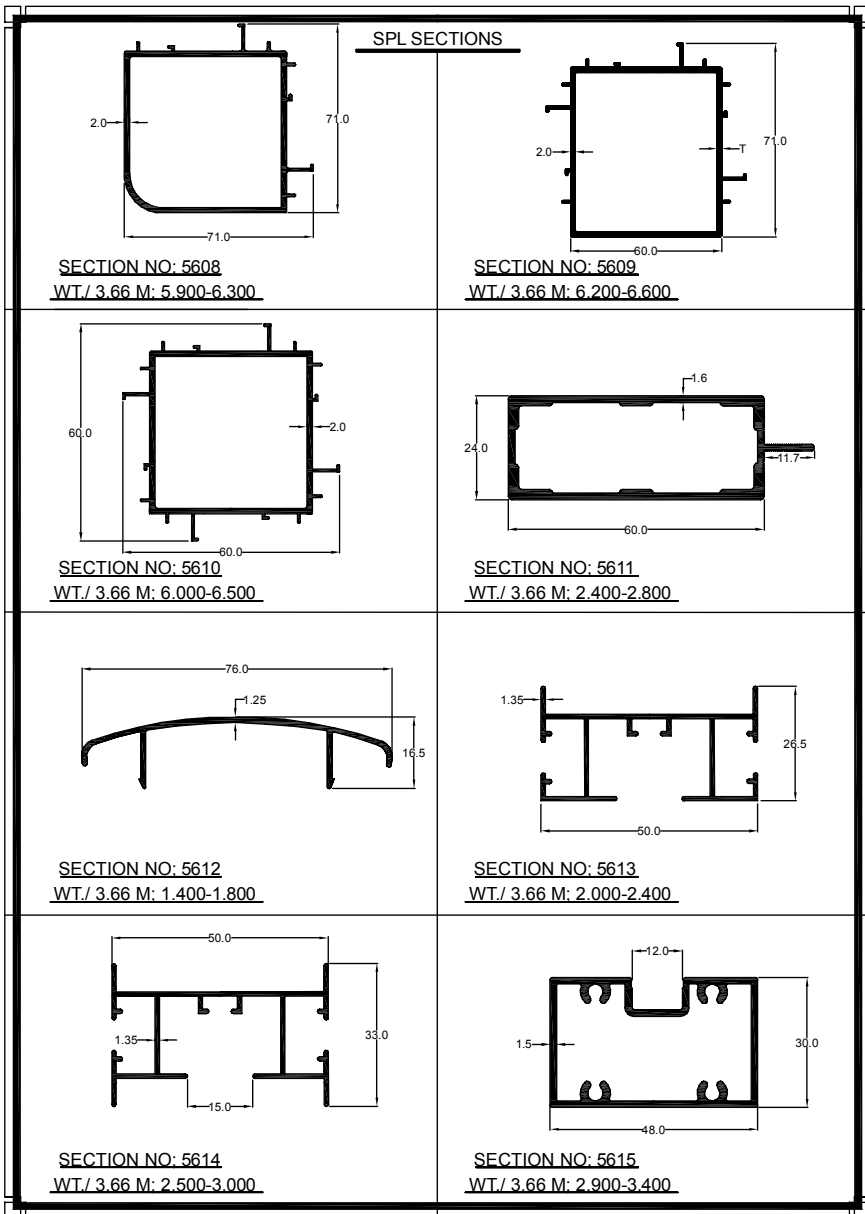 SPL SECTIONS
2.0
71.0
71.0
SECTION NO; 5608
WT./ 3.66 M; 5.900-6.300
2.0
T
71.0
60.0
SECTION NO; 5609
WT./ 3.66 M; 6.200-6.600
60.0
2.0
60.0
SECTION NO; 5610
WT./ 3.66 M; 6.000-6.500
1.6
24.0
11.7
60.0
SECTION NO; 5611
WT./ 3.66 M; 2.400-2.800
76.0
1.25
16.5
SECTION NO; 5612
WT./ 3.66 M; 1.400-1.800
1.35
26.5
50.0
SECTION NO; 5613
WT./ 3.66 M; 2.000-2.400
50.0
1.35
33.0
15.0
SECTION NO; 5614
WT./ 3.66 M; 2.500-3.000
12.0
1.5
30.0
48.0
SECTION NO; 5615
WT./ 3.66 M; 2.900-3.400